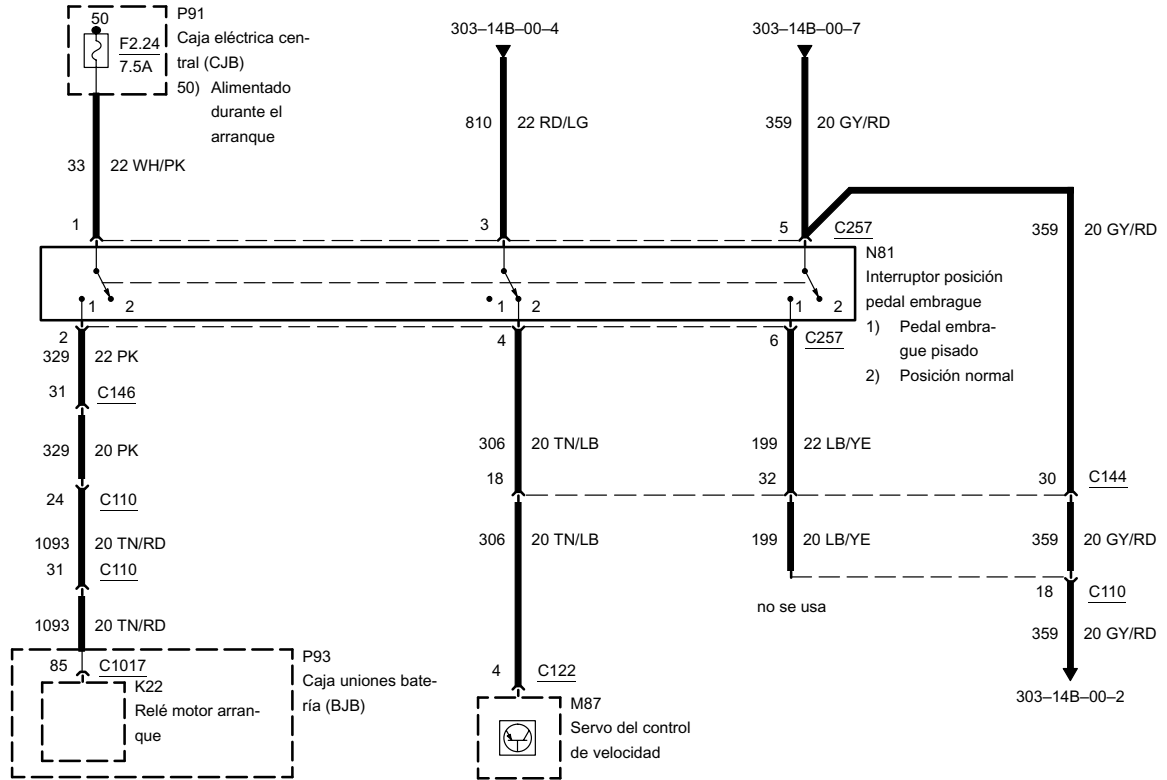 50
F2.24
7.5A
P91
Caja eléctrica cen-
tral (CJB)
50) Alimentado
durante el
arranque
303–14B–00–4
303–14B–00–7
33 22 WH/PK
810 22 RD/LG
359 20 GY/RD
359 20 GY/RD
1
3
5 C257
N81
Interruptor posición
pedal embrague
1) Pedal embra-
gue pisado
2) Posición normal
1 2
1 2
1 2
2
4
6 C257
329 22 PK
31 C146
329 20 PK
24 C110
1093 20 TN/RD
31 C110
1093 20 TN/RD
85 C1017
K22
Relé motor arran-
que
P93
Caja uniones bate-
ría (BJB)
306 20 TN/LB
18
306 20 TN/LB
4 C122
M87
Servo del control
de velocidad
199 22 LB/YE
32
199 20 LB/YE
no se usa
30 C144
359 20 GY/RD
18 C110
359 20 GY/RD
303–14B–00–2